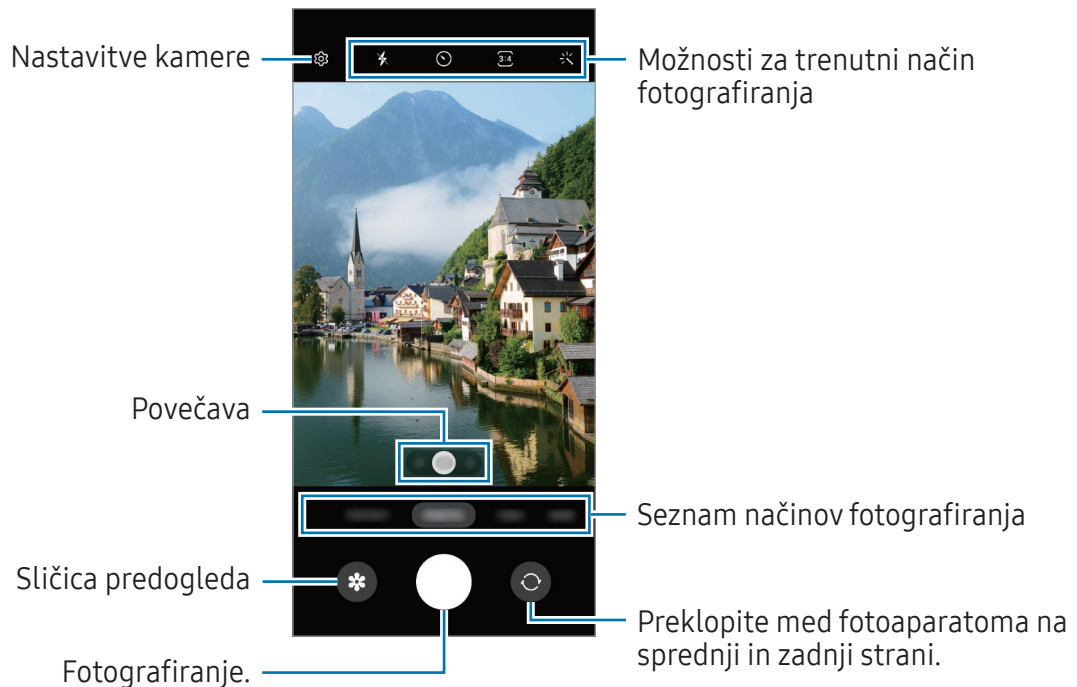 Nastavitve kamere
3:4
Možnosti za trenutni način
fotografiranja
Povečava
Seznam načinov fotografiranja
Sličica predogleda
Preklopite med fotoaparatoma na
sprednji in zadnji strani.
Fotografiranje.